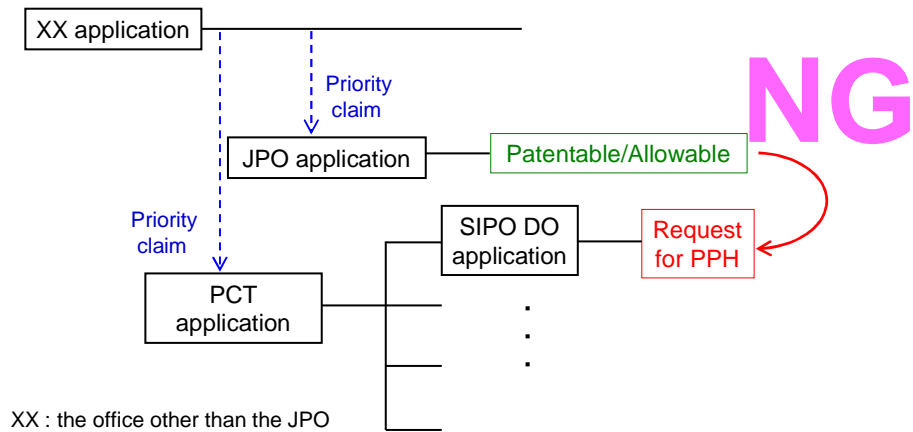 XX application
NG
Priority
claim
JPO application
Patentable/Allowable
Priority
claim
SIPO DO
application
Request
for PPH
PCT
application
XX : the office other than the JPO